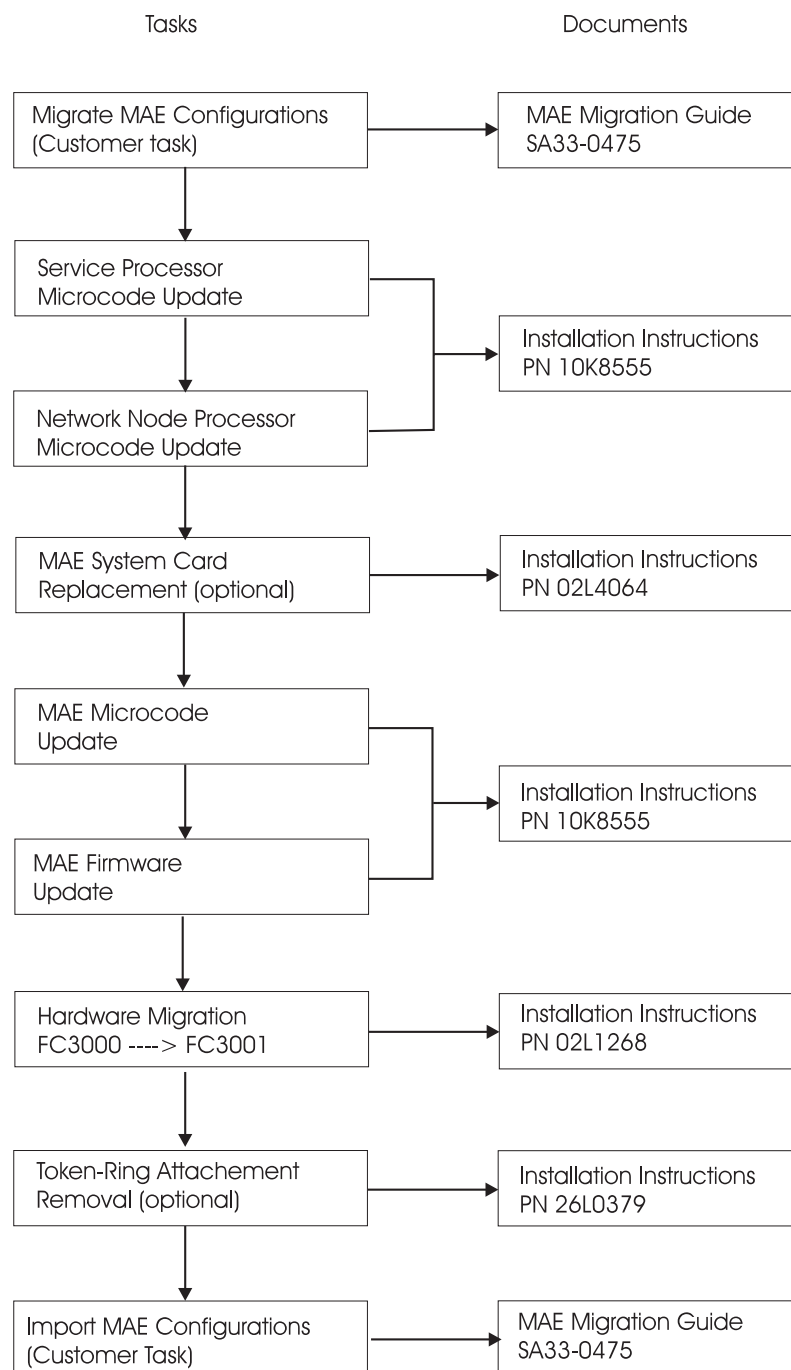 Tasks
Documents
Migrate MAE Configurations
(Customer task)
MAE Migration Guide
SA33-0475
Service Processor
Microcode Update
Installation Instructions
PN 10K8555
Network Node Processor
Microcode Update
MAE System Card
Replacement (optional)
Installation Instructions
PN 02L4064
MAE Microcode
Update
Installation Instructions
PN 10K8555
MAE Firmware
Update
Hardware Migration
FC3000 ----> FC3001
Installation Instructions
PN 02L1268
Token-Ring Attachement
Removal (optional)
Installation Instructions
PN 26L0379
Import MAE Configurations
(Customer Task)
MAE Migration Guide
SA33-0475